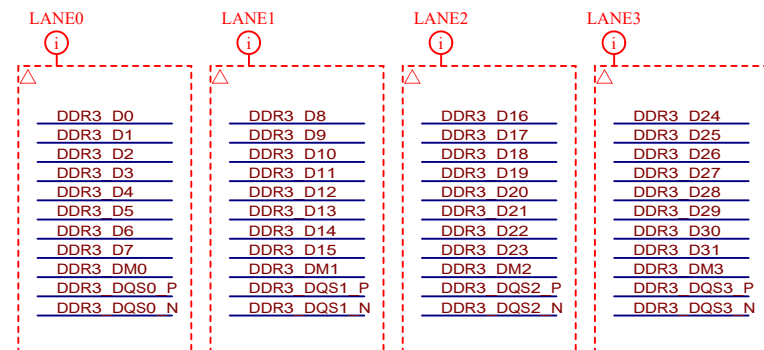 LANE0
i
DDR3_D0
DDR3_D1
DDR3_D2
DDR3_D3
DDR3_D4
DDR3_D5
DDR3_D6
DDR3_D7
DDR3_DM0
DDR3_DQS0_P
DDR3_DQS0_N
LANE1
i
DDR3_D8
DDR3_D9
DDR3_D10
DDR3_D11
DDR3_D12
DDR3_D13
DDR3_D14
DDR3_D15
DDR3_DM1
DDR3_DQS1_P
DDR3_DQS1_N
LANE2
i
DDR3_D16
DDR3_D17
DDR3_D18
DDR3_D19
DDR3_D20
DDR3_D21
DDR3_D22
DDR3_D23
DDR3_DM2
DDR3_DQS2_P
DDR3_DQS2_N
LANE3
i
DDR3_D24
DDR3_D25
DDR3_D26
DDR3_D27
DDR3_D28
DDR3_D29
DDR3_D30
DDR3_D31
DDR3_DM3
DDR3_DQS3_P
DDR3_DQS3_N